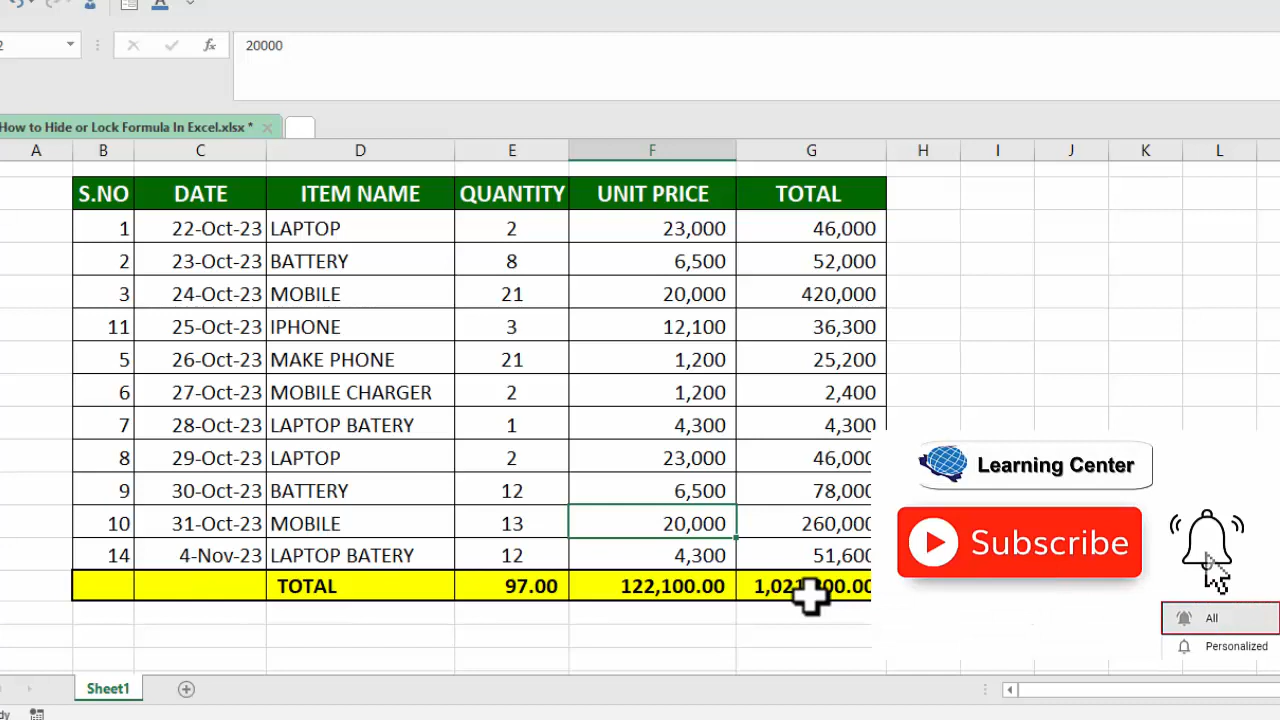 2
fx
20000
How to Hide or Lock Formula In Excel.xlsx *
A B C D E F G H I J K L
S.NO DATE ITEM NAME QUANTITY UNIT PRICE TOTAL
1 22-Oct-23 LAPTOP 2 23,000 46,000
2 23-Oct-23 BATTERY 8 6,500 52,000
3 24-Oct-23 MOBILE 21 20,000 420,000
11 25-Oct-23 IPHONE 3 12,100 36,300
5 26-Oct-23 MAKE PHONE 21 1,200 25,200
6 27-Oct-23 MOBILE CHARGER 2 1,200 2,400
7 28-Oct-23 LAPTOP BATERY 1 4,300 4,300
8 29-Oct-23 LAPTOP 2 23,000 46,000
9 30-Oct-23 BATTERY 12 6,500 78,000
10 31-Oct-23 MOBILE 13 20,000 260,000
14 4-Nov-23 LAPTOP BATERY 12 4,300 51,600
TOTAL 97.00 122,100.00
Learning Center
Subscribe
All
Personalized
Sheet1